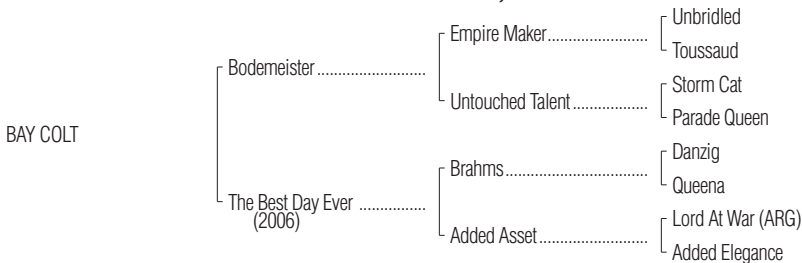 Unbridled
Empire Maker......................
Toussaud
Bodemeister........................
Storm Cat
Untouched Talent.................
Parade Queen
BAY COLT
Danzig
Brahms...............................
Queena
The Best Day Ever ...............
(2006)
Lord At War (ARG)
Added Asset........................
Added Elegance